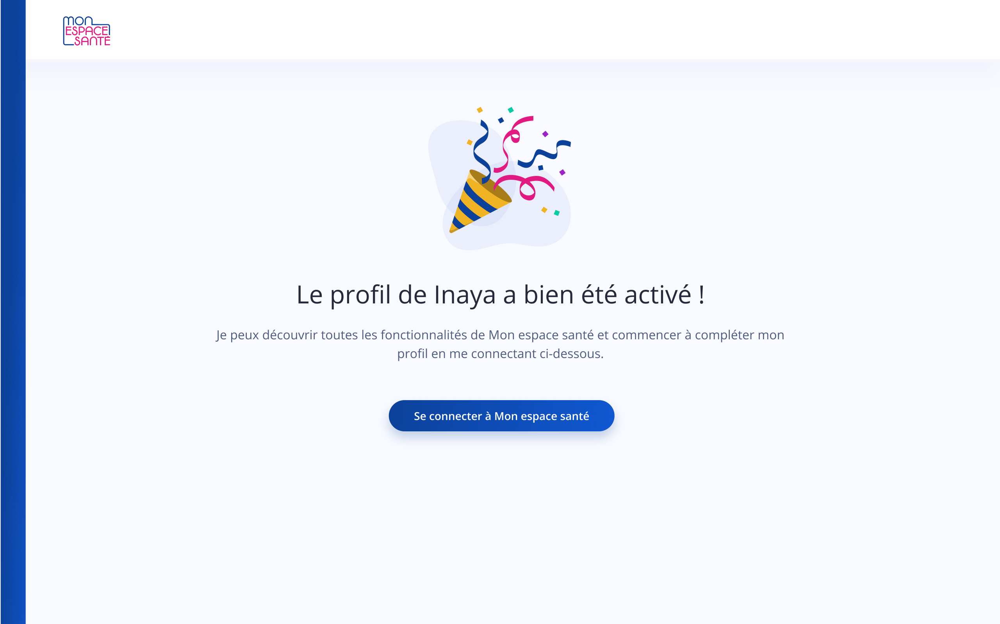 MON
ESPACE
SANTÉ
Le profil de Inaya a bien été activé !
Je peux découvrir toutes les fonctionnalités de Mon espace santé et commencer à compléter mon
profil en me connectant ci-dessous.
Se connecter à Mon espace santé